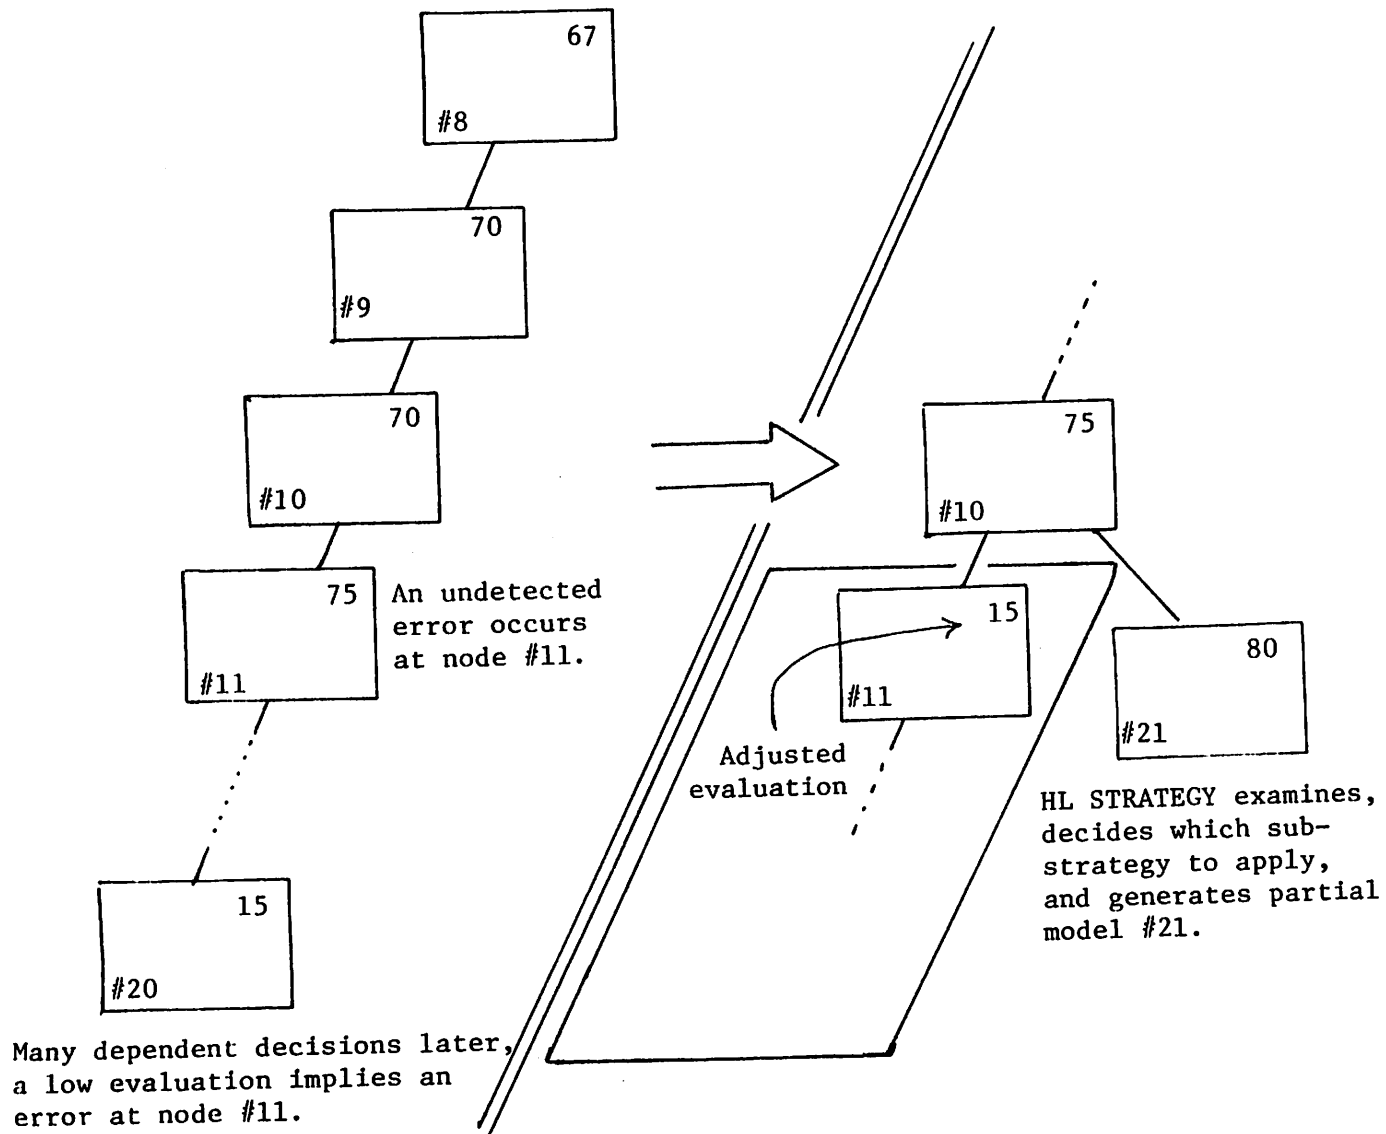 67
#8
70
#9
70
#10
75
#11
An undetected
error occurs
at node #11.
15
#20
Many dependent decisions later,
a low evaluation implies an
error at node #11.
75
#10
15
#11
Adjusted
evaluation
80
#21
HL STRATEGY examines,
decides which sub-
strategy to apply,
and generates partial
model #21.